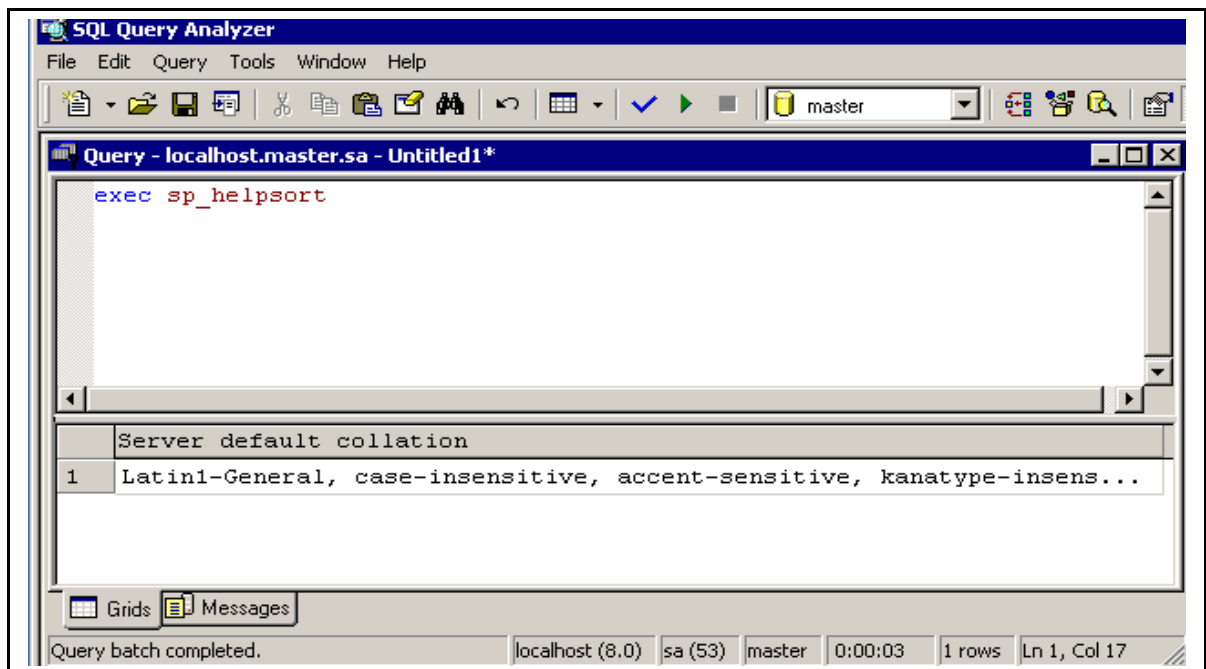 SQL Query Analyzer
File Edit Query Tools Window Help
master
Query - localhost.master.sa - Untitled1*
exec sp_helpsort
Server default collation
1 Latin1-General, case-insensitive, accent-sensitive, kanatype-insens...
Grids Messages
Query batch completed. localhost (8.0) sa (53) master 0:00:03 1 rows Ln 1, Col 17